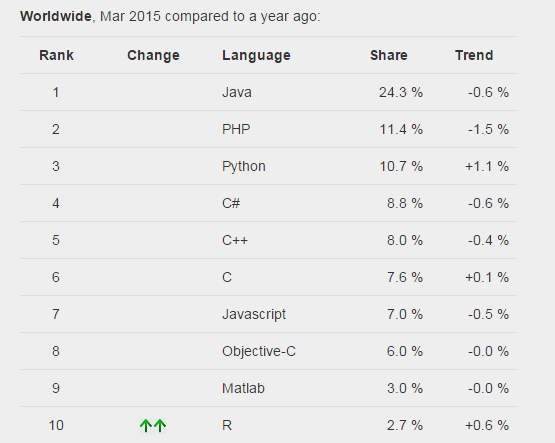 Worldwide, Mar 2015 compared to a year ago:
Rank Change Language Share Trend
1 Java 24.3 % -0.6 %
2 PHP 11.4 % -1.5 %
3 Python 10.7 % +1.1 %
4 C# 8.8 % -0.6 %
5 C++ 8.0 % -0.4 %
6 C 7.6 % +0.1 %
7 Javascript 7.0 % -0.5 %
8 Objective-C 6.0 % -0.0 %
9 Matlab 3.0 % -0.0 %
10 R 2.7 % +0.6 %